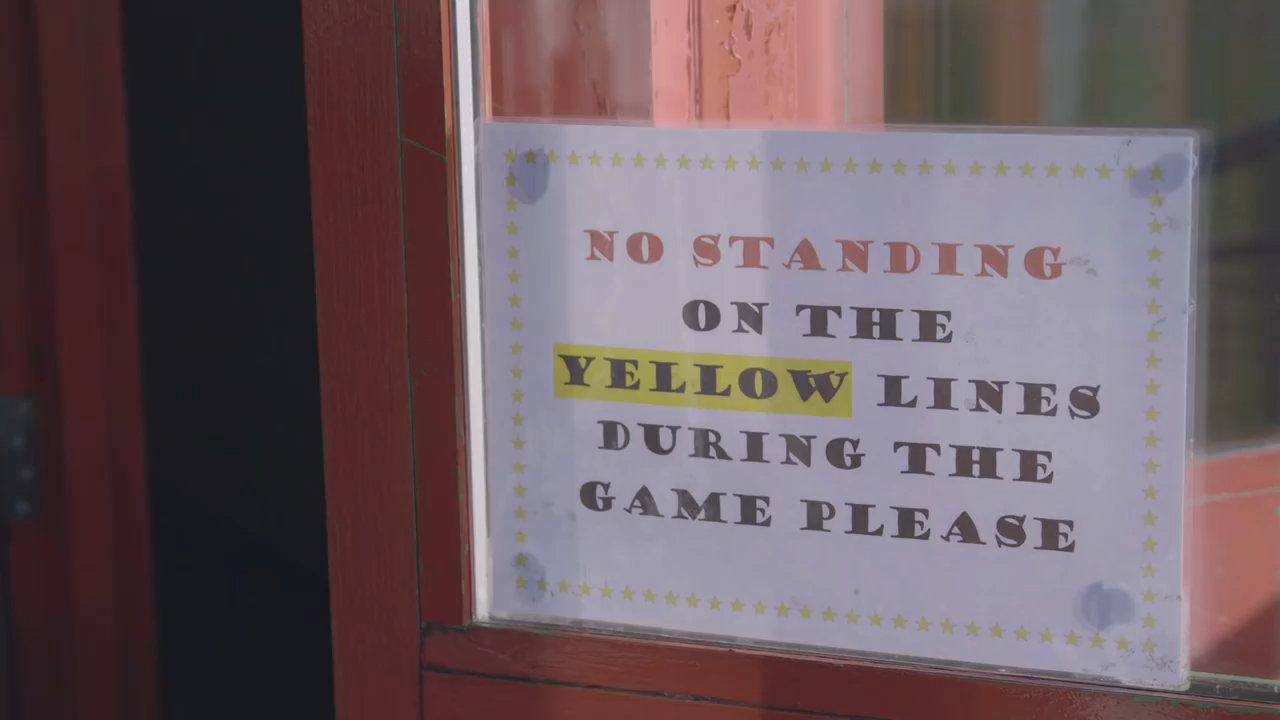 NO STANDING
ON THE
YELLOW LINES
DURING THE
GAME PLEASE